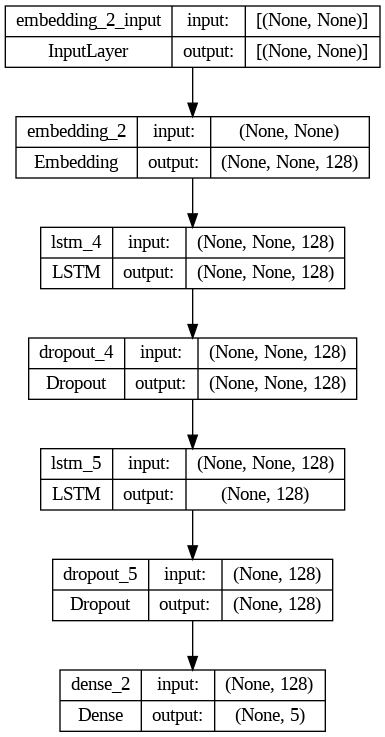 embedding_2_input input: [(None, None)]
InputLayer output: [(None, None)]
embedding_2 input: (None, None)
Embedding output: (None, None, 128)
lstm_4 input: (None, None, 128)
LSTM output: (None, None, 128)
dropout_4 input: (None, None, 128)
Dropout output: (None, None, 128)
lstm_5 input: (None, None, 128)
LSTM output: (None, 128)
dropout_5 input: (None, 128)
Dropout output: (None, 128)
dense_2 input: (None, 128)
Dense output: (None, 5)